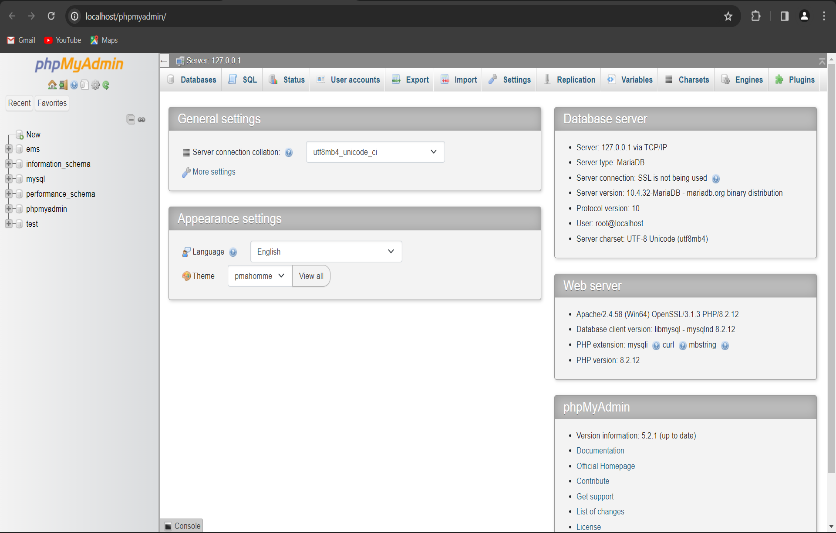 localhost/phpmyadmin/
Gmail YouTube Maps
phpMyAdmin
Recent Favorites
New
ems
information_schema
mysql
performance_schema
phpmyadmin
test
Server: 127.0.0.1
Databases SQL Status User accounts Export Import Settings Replication Variables Charsets Engines Plugins
General settings
Server connection collation: utf8mb4_unicode_ci
More settings
Appearance settings
Language English
Theme pmahomme View all
Database server
• Server: 127.0.0.1 via TCP/IP
• Server type: MariaDB
• Server connection: SSL is not being used
• Server version: 10.4.32-MariaDB - mariadb.org binary distribution
• Protocol version: 10
• User: root@localhost
• Server charset: UTF-8 Unicode (utf8mb4)
Web server
• Apache/2.4.58 (Win64) OpenSSL/3.1.3 PHP/8.2.12
• Database client version: libmysql - mysqlnd 8.2.12
• PHP extension: mysqli curl mbstring
• PHP version: 8.2.12
phpMyAdmin
• Version information: 5.2.1 (up to date)
• Documentation
• Official Homepage
• Contribute
• Get support
• List of changes
• License
Console